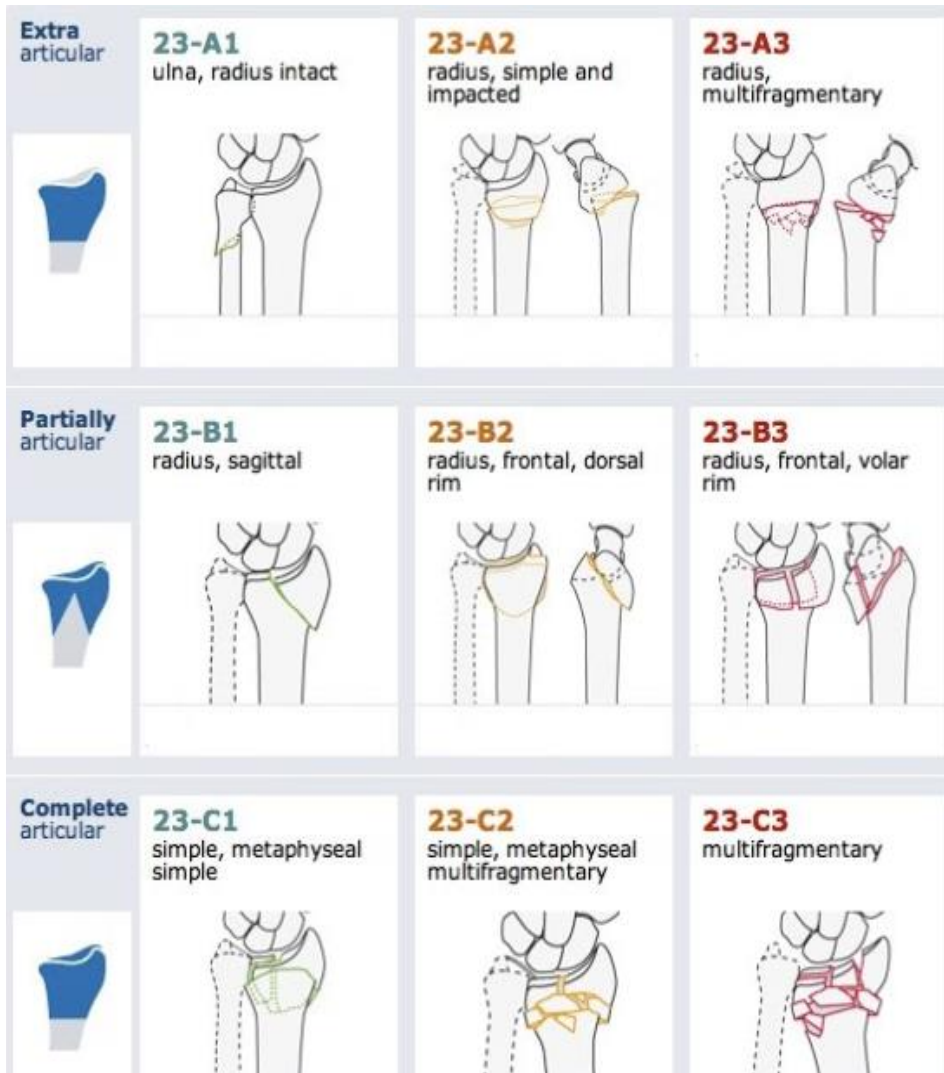 Extra
articular
23-A1
ulna, radius intact
23-A2
radius, simple and
impacted
23-A3
radius,
multifragmentary
Partially
articular
23-B1
radius, sagittal
23-B2
radius, frontal, dorsal
rim
23-B3
radius, frontal, volar
rim
Complete
articular
23-C1
simple, metaphyseal
simple
23-C2
simple, metaphyseal
multifragmentary
23-C3
multifragmentary